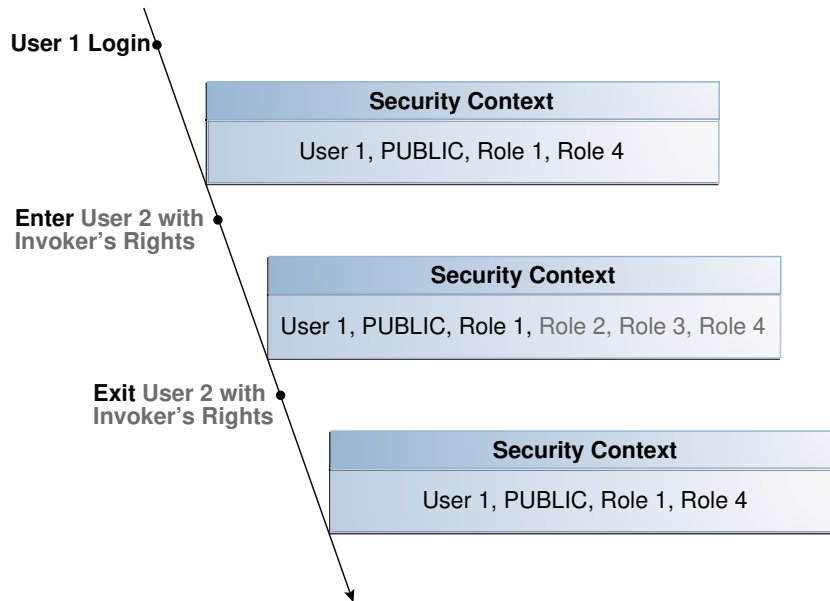 User 1 Login
Security Context
User 1, PUBLIC, Role 1, Role 4
Enter User 2 with
Invoker's Rights
Security Context
User 1, PUBLIC, Role 1, Role 2, Role 3, Role 4
Exit User 2 with
Invoker's Rights
Security Context
User 1, PUBLIC, Role 1, Role 4